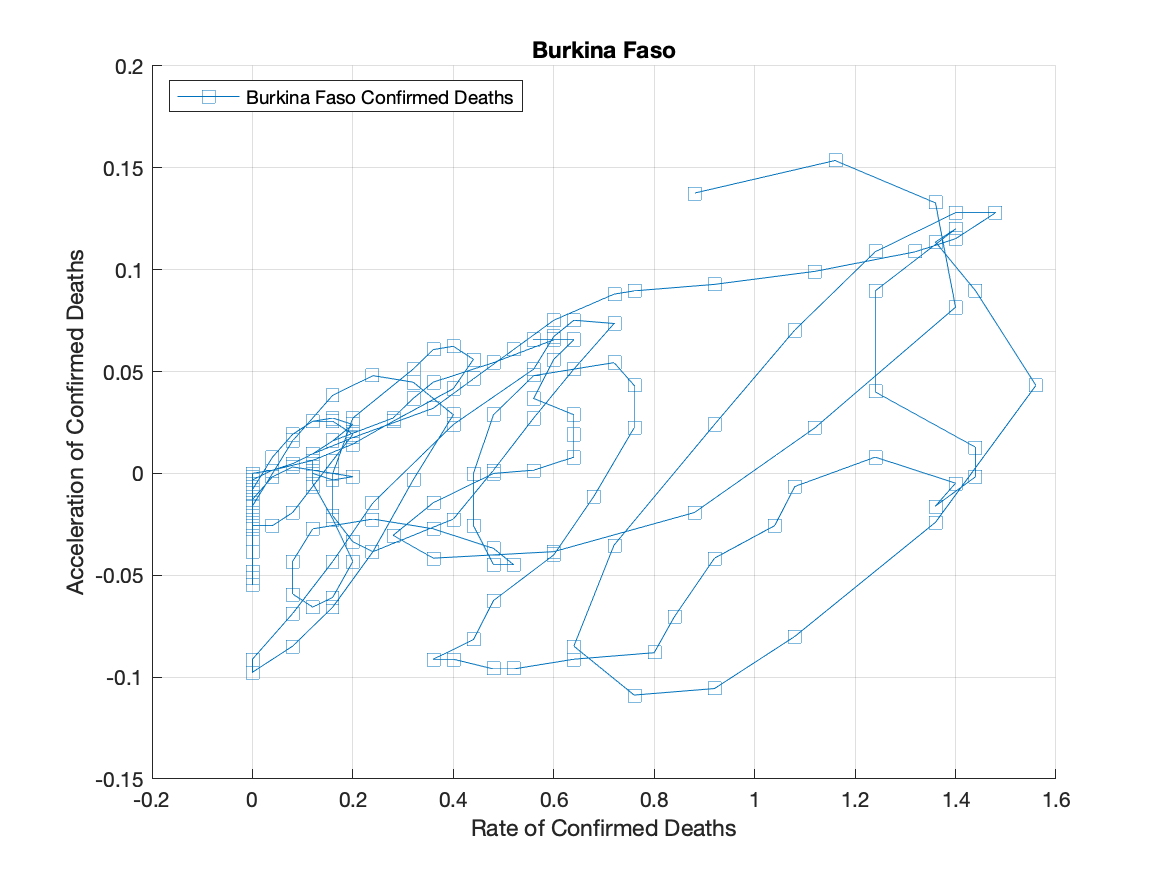 Burkina Faso
Burkina Faso Confirmed Deaths
0.2
0.15
0.1
0.05
0
-0.05
-0.1
-0.15
Acceleration of Confirmed Deaths
-0.2 0 0.2 0.4 0.6 0.8 1 1.2 1.4 1.6
Rate of Confirmed Deaths